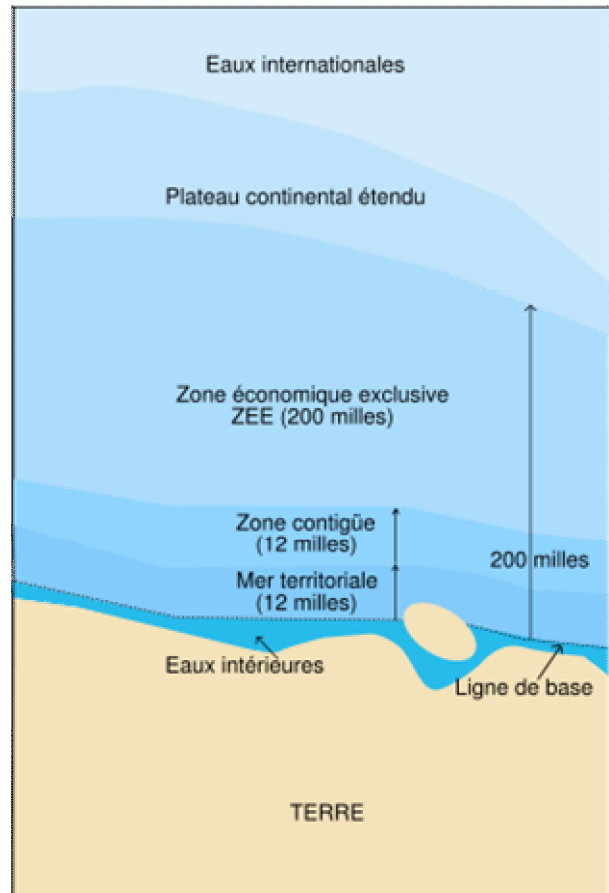 Eaux internationales
Plateau continental étendu
Zone économique exclusive
ZEE (200 milles)
Zone contigüe
(12 milles)
200 milles
Mer territoriale
(12 milles)
Eaux intérieures
Ligne de base
TERRE